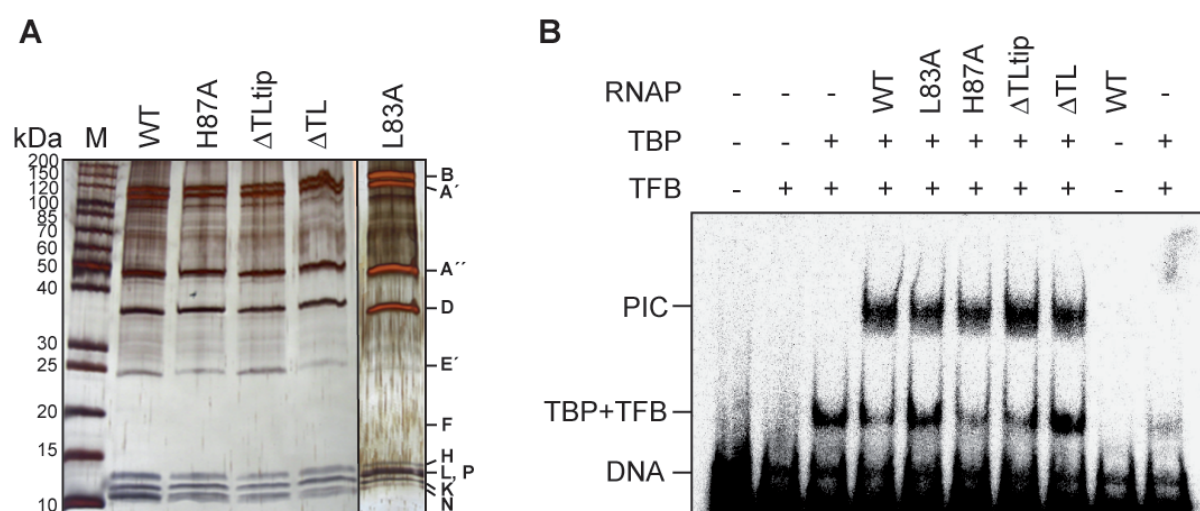 A
kDa M WT H87A ΔTLtip ΔTL L83A
200
150
120
100
85
70
60
50
40
30
25
20
15
10
B
A´
A´´
D
E´
F
H
L, P
K
N
B
RNAP - - - WT L83A H87A ΔTLtip ΔTL WT -
TBP - - + + + + + + - +
TFB - + + + + + + + - +
PIC
TBP+TFB
DNA